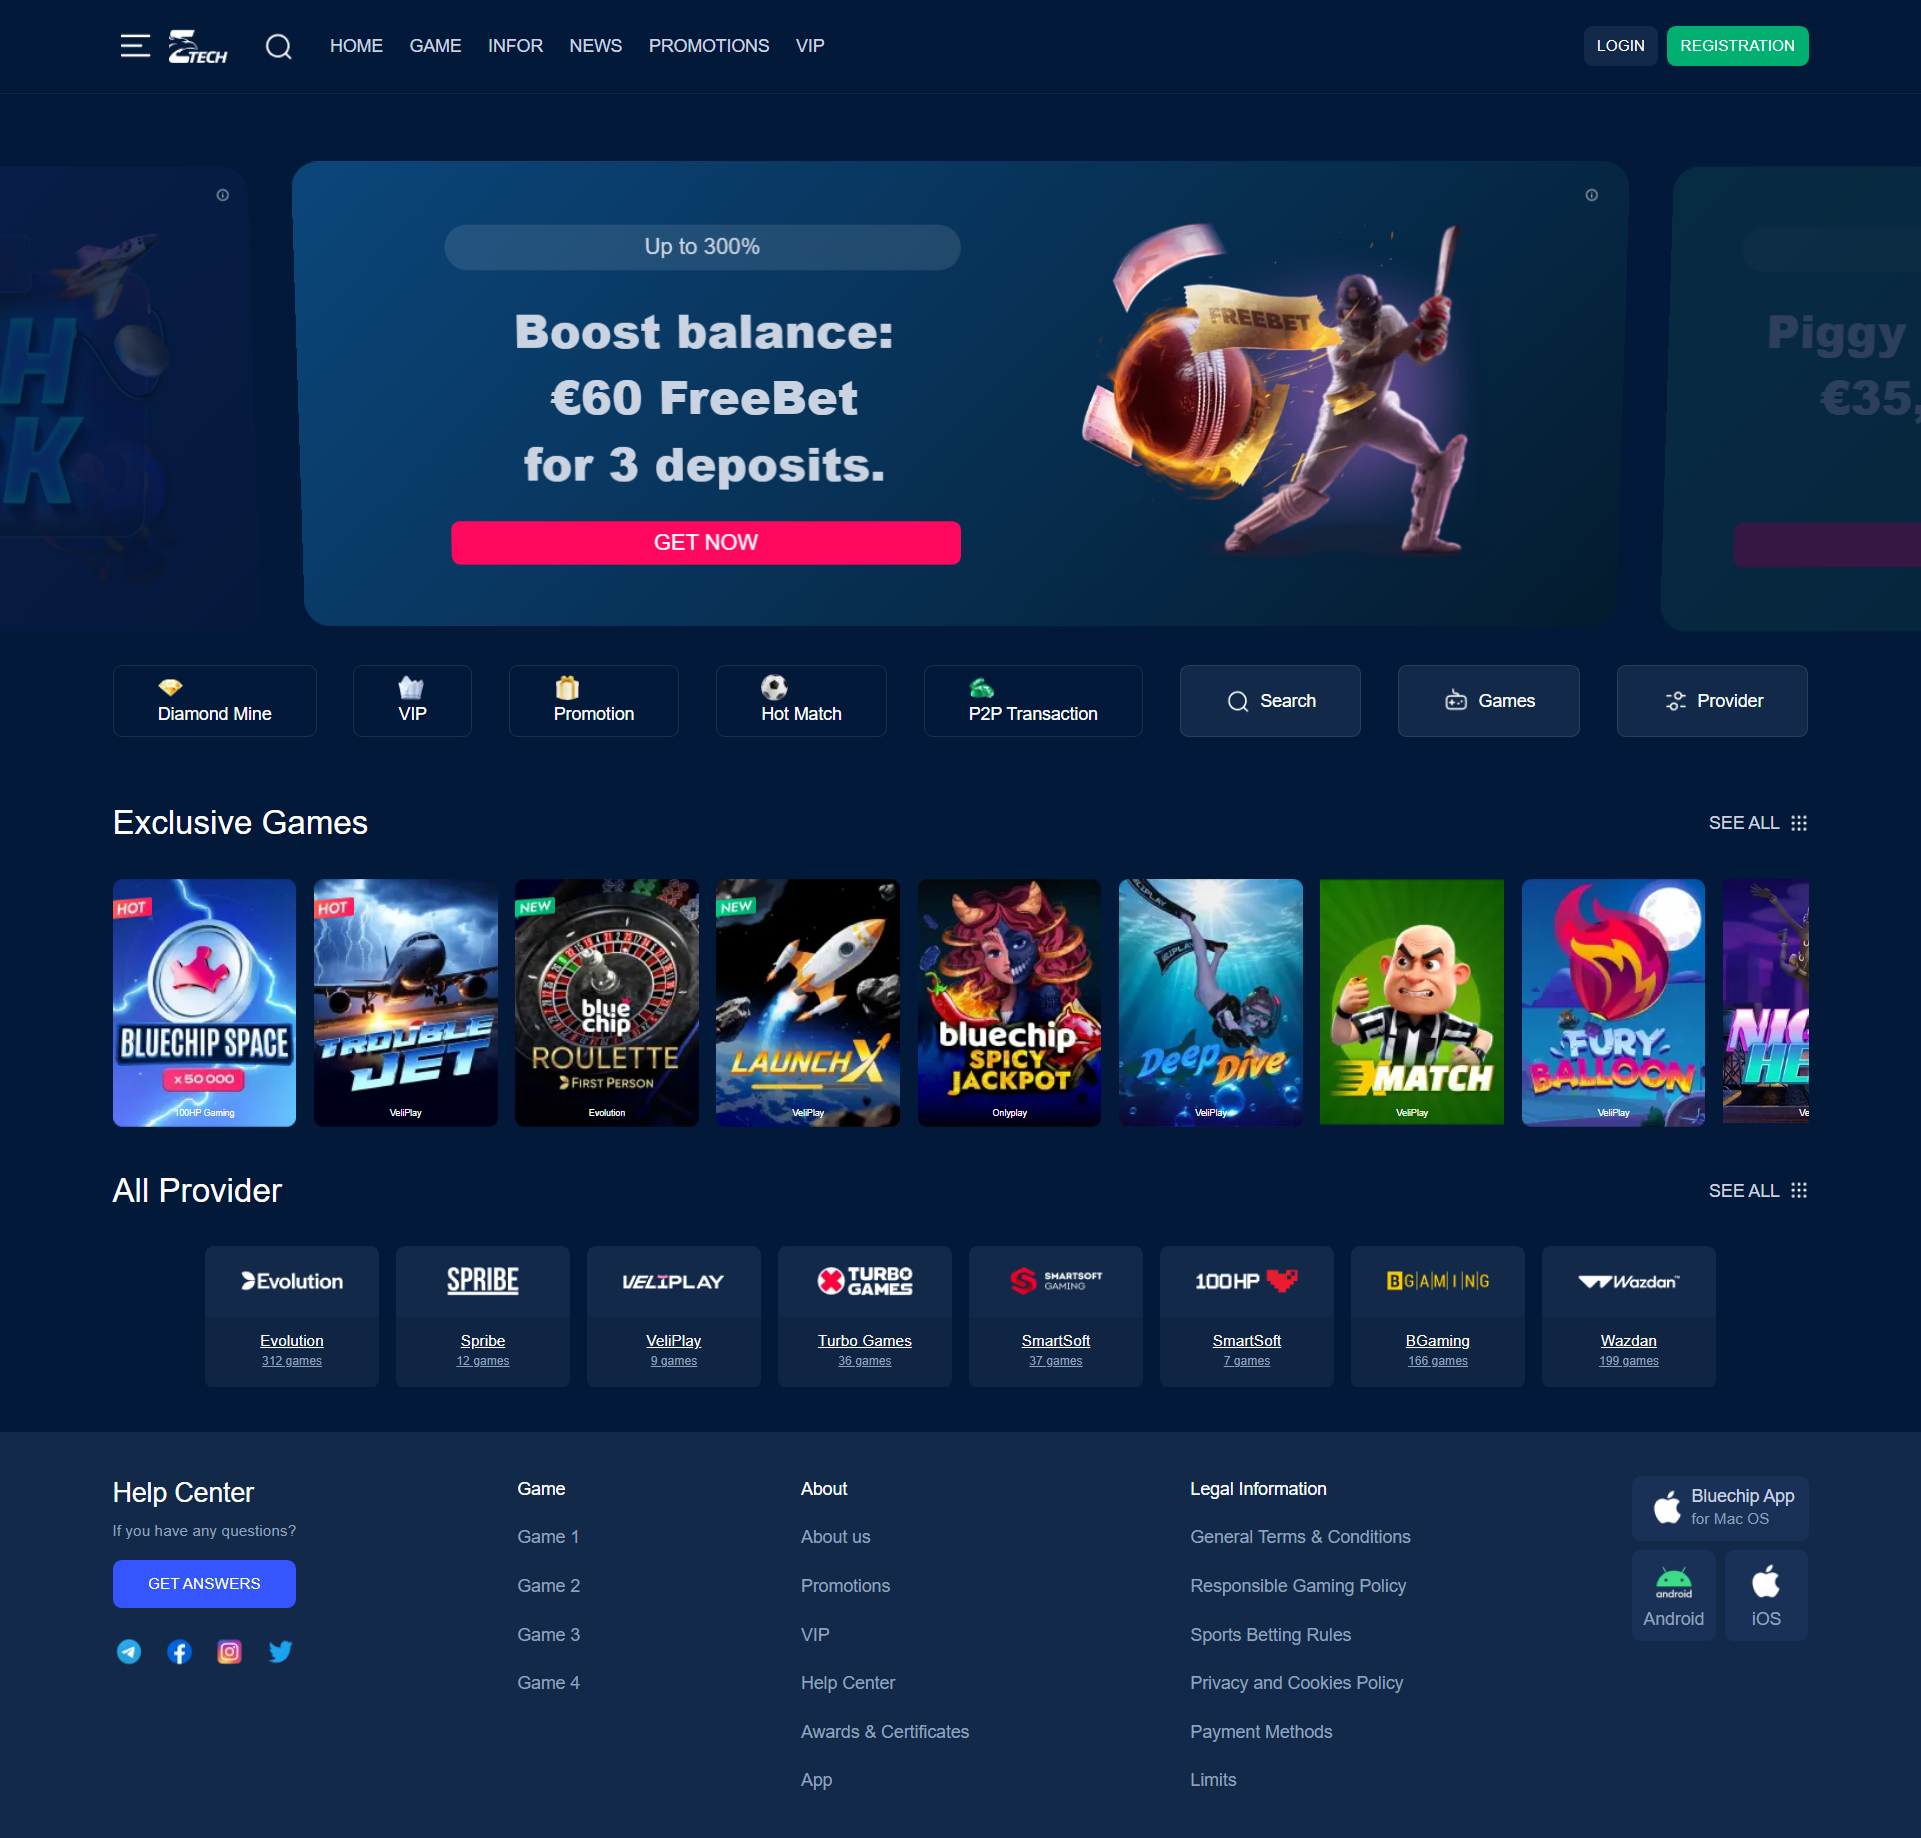 ZTECH
HOME
GAME
INFOR
NEWS
PROMOTIONS
VIP
LOGIN
REGISTRATION
H
K
Up to 300%
Boost balance:
€60 FreeBet
for 3 deposits.
GET NOW
FREEBET
FREEBET
Piggy
€35,
Diamond Mine
VIP
Promotion
Hot Match
P2P Transaction
Search
Games
Provider
Exclusive Games
SEE ALL
HOT
BLUECHIP SPACE
x50 000
100HP Gaming
HOT
TROUBLE
JET
VeliPlay
NEW
blue
chip
ROULETTE
FIRST PERSON
Evolution
NEW
LAUNCH X
VeliPlay
bluechip
SPICY
JACKPOT
Onlyplay
VELIPLAY
VELIPLAY
Deep Dive
VeliPlay
MATCH
VeliPlay
FURY
BALLOON
VeliPlay
NIG
HE
Ve
All Provider
SEE ALL
Evolution
Evolution
312 games
SPRIBE
Spribe
12 games
VELIPLAY
VeliPlay
9 games
TURBO
GAMES
Turbo Games
36 games
SMARTSOFT
GAMING
SmartSoft
37 games
100HP
SmartSoft
7 games
BGAMING
BGaming
166 games
Wazdan™
Wazdan
199 games
Help Center
If you have any questions?
GET ANSWERS
Game
Game 1
Game 2
Game 3
Game 4
About
About us
Promotions
VIP
Help Center
Awards & Certificates
App
Legal Information
General Terms & Conditions
Responsible Gaming Policy
Sports Betting Rules
Privacy and Cookies Policy
Payment Methods
Limits
Bluechip App
for Mac OS
android
Android
iOS